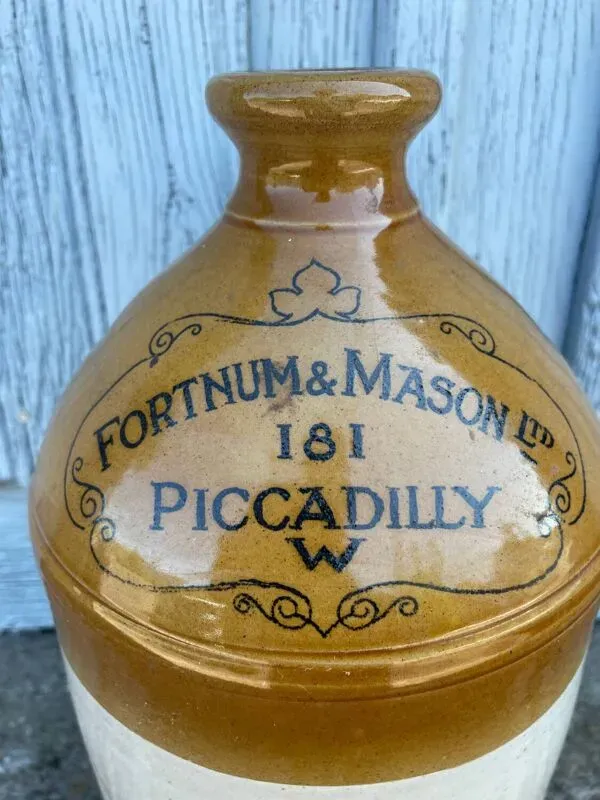 FORTNUM & MASON LTD
181
PICCADILLY
W